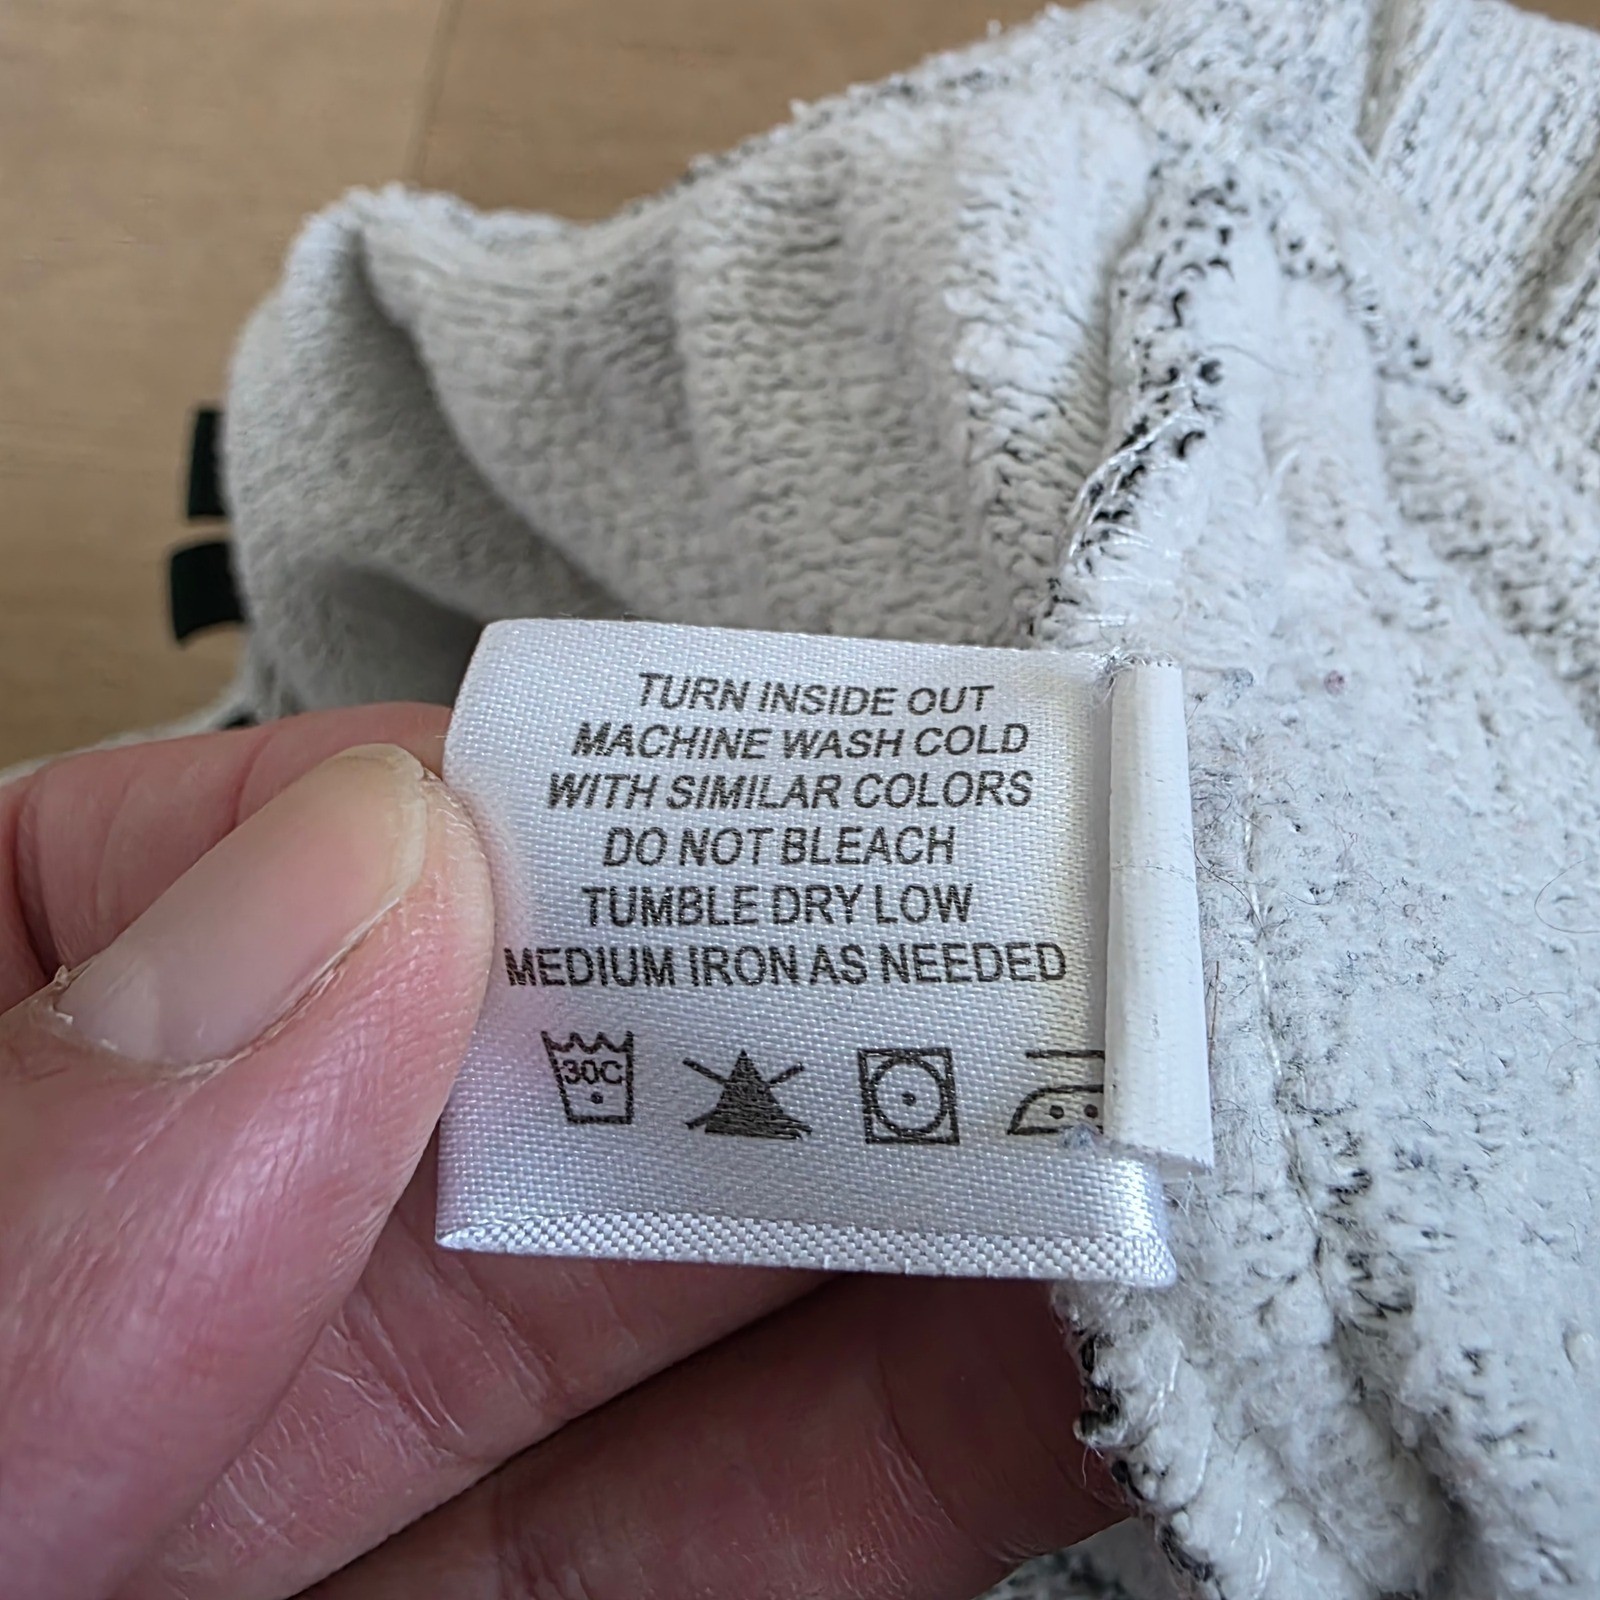 TURN INSIDE OUT
MACHINE WASH COLD
WITH SIMILAR COLORS
DO NOT BLEACH
TUMBLE DRY LOW
MEDIUM IRON AS NEEDED
30C